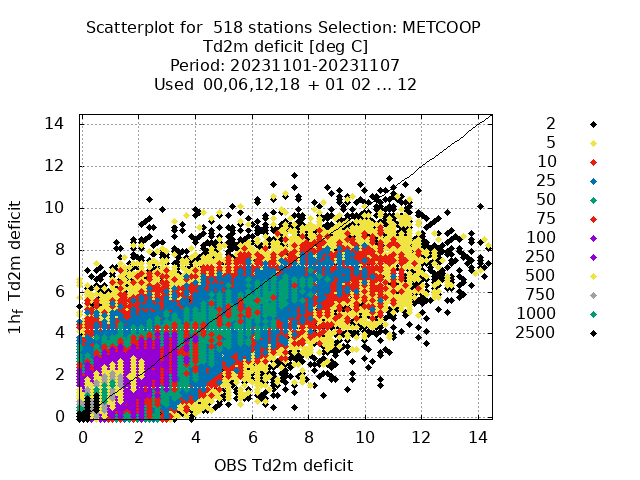 Scatterplot for 518 stations Selection: METCOOP
Td2m deficit [deg C]
Period: 20231101-20231107
Used 00,06,12,18 + 01 02 ... 12
14
12
10
8
6
4
2
0
1hf Td2m deficit
0 2 4 6 8 10 12 14
OBS Td2m deficit
2
5
10
25
50
75
100
250
500
750
1000
2500